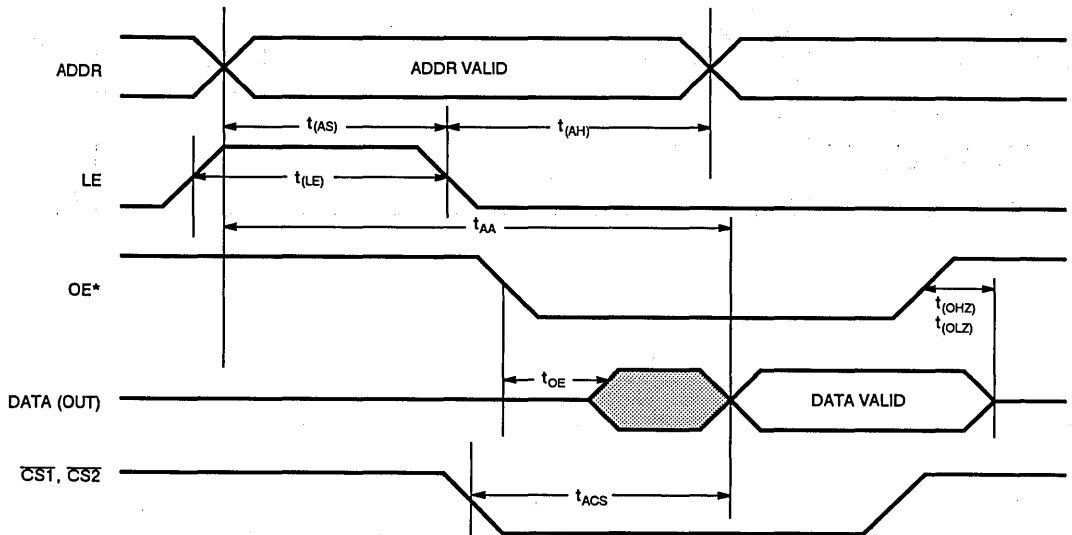 ADDR
ADDR VALID
t(AS)
t(AH)
LE
t(LE)
tAA
OE*
t(OHZ)
t(OLZ)
tOE
DATA (OUT)
DATA VALID
CS1, CS2
tACS